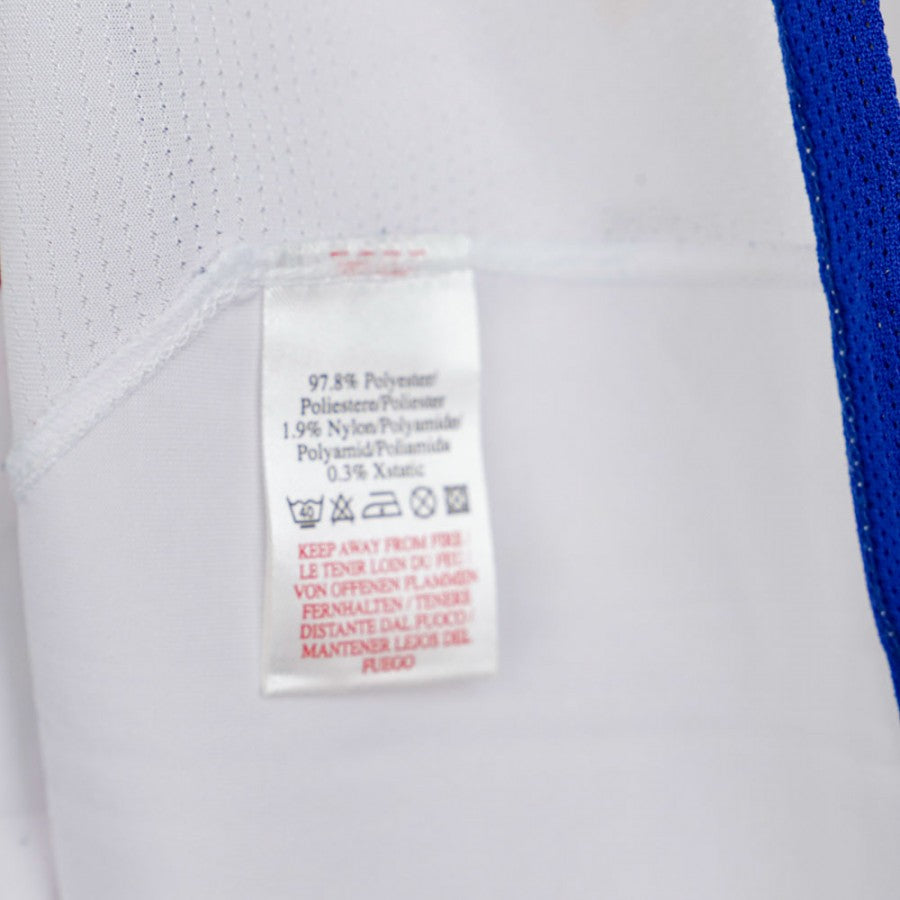 97.8% Polyester/
Poliestere/Poliester
1.9% Nylon/Polyamide/
Polyamid/Poliamida
0.3% Xstatic
40
KEEP AWAY FROM FIRE /
LE TENIR LOIN DU FEU /
VON OFFENEN FLAMMEN
FERNHALTEN / TENERE
DISTANTE DAL FUOCO /
MANTENER LEJOS DEL
FUEGO